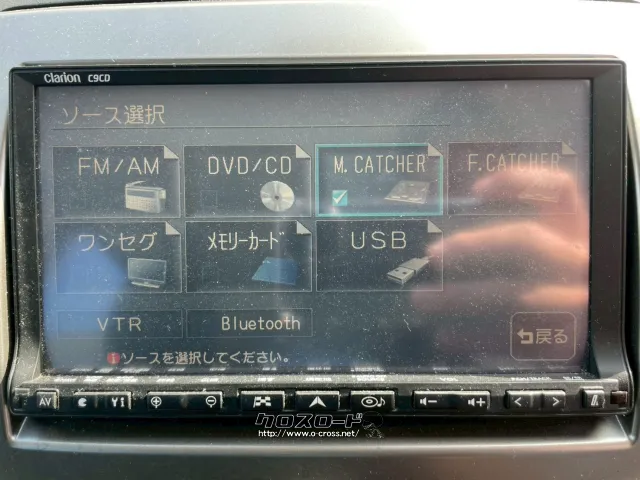 Clarion C9CD
ソース選択
FM/AM
DVD/CD
M. CATCHER
F. CATCHER
ワンセグ
メモリーカード
USB
VTR
Bluetooth
戻る
iソースを選択してください。
AV
クロスロード
http://www.o-cross.net/